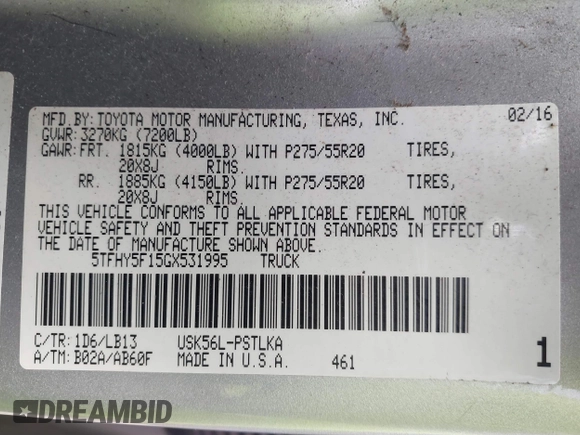 MFD.BY:TOYOTA MOTOR MANUFACTURING, TEXAS, INC. 02/16
GVWR:3270KG (7200LB)
GAWR:FRT. 1815KG (4000LB) WITH P275/55R20 TIRES,
20X8J RIMS.
RR. 1885KG (4150LB) WITH P275/55R20 TIRES,
20X8J RIMS.
THIS VEHICLE CONFORMS TO ALL APPLICABLE FEDERAL MOTOR
VEHICLE SAFETY AND THEFT PREVENTION STANDARDS IN EFFECT ON
THE DATE OF MANUFACTURE SHOWN ABOVE.
5TFHY5F15GX531995 TRUCK
C/TR:1D6/LB13 USK56L-PSTLKA
A/TM:B02A/AB60F MADE IN U.S.A. 461 1
DREAMBID